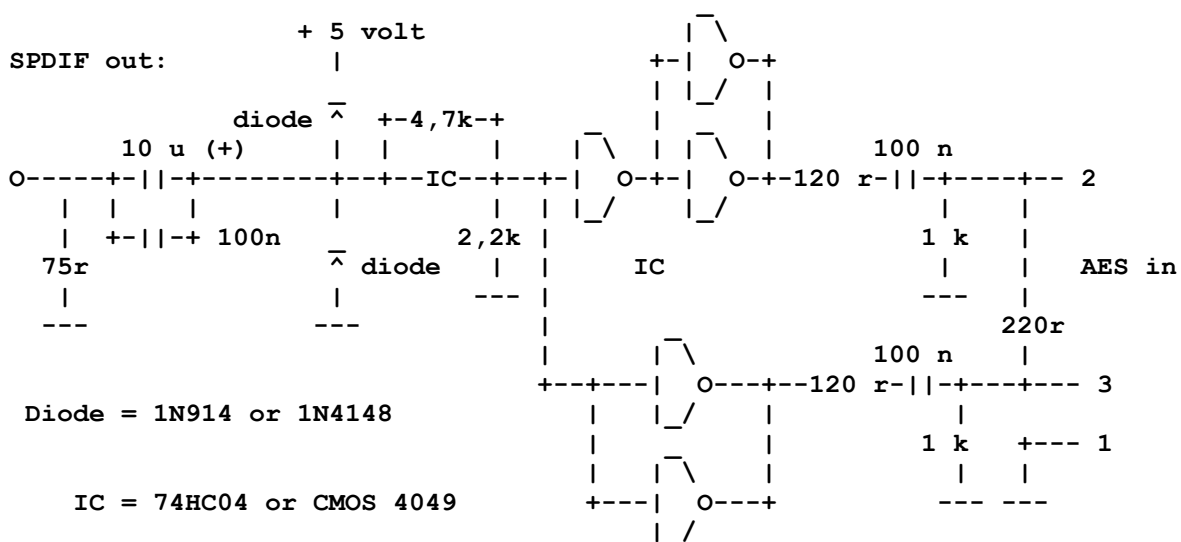 + 5 volt
SPDIF out:
diode
+-4,7k-+
10 u (+)
100 n
O-----+-||-+--------+--+--IC--+--+-| O-+-| O-+-120 r-||-+----+-- 2
+-||-+ 100n
2,2k
1 k
75r
diode
IC
AES in
220r
100 n
+--+---| O---+--120 r-||-+---+--- 3
Diode = 1N914 or 1N4148
1 k
+--- 1
IC = 74HC04 or CMOS 4049
+---| O---+